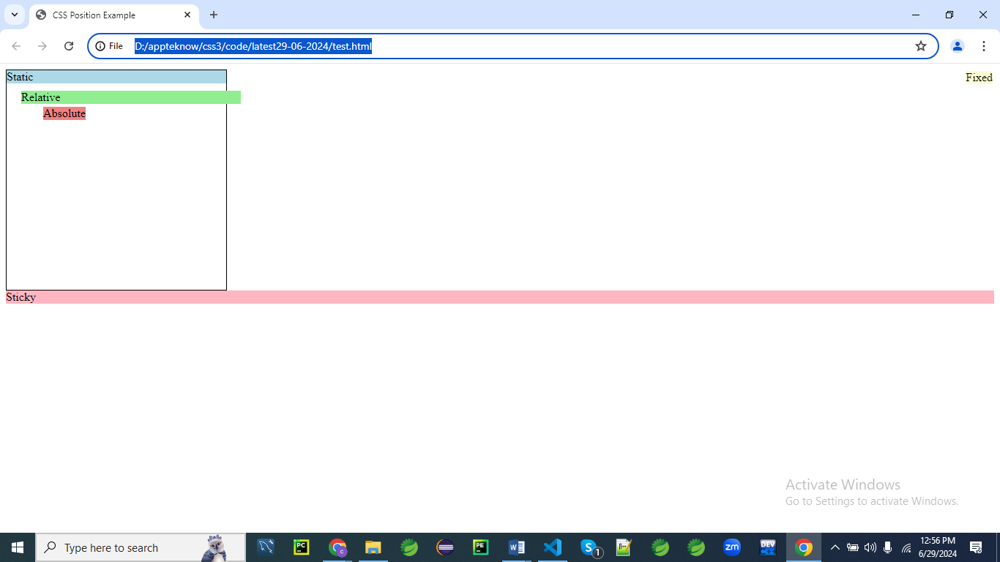 CSS Position Example
File D:/appteknow/css3/code/latest29-06-2024/test.html
Static
Fixed
Relative
Absolute
Sticky
Activate Windows
Go to Settings to activate Windows.
Type here to search
PC
C
PE
W
S
1
zm
DEV
12:56 PM
6/29/2024